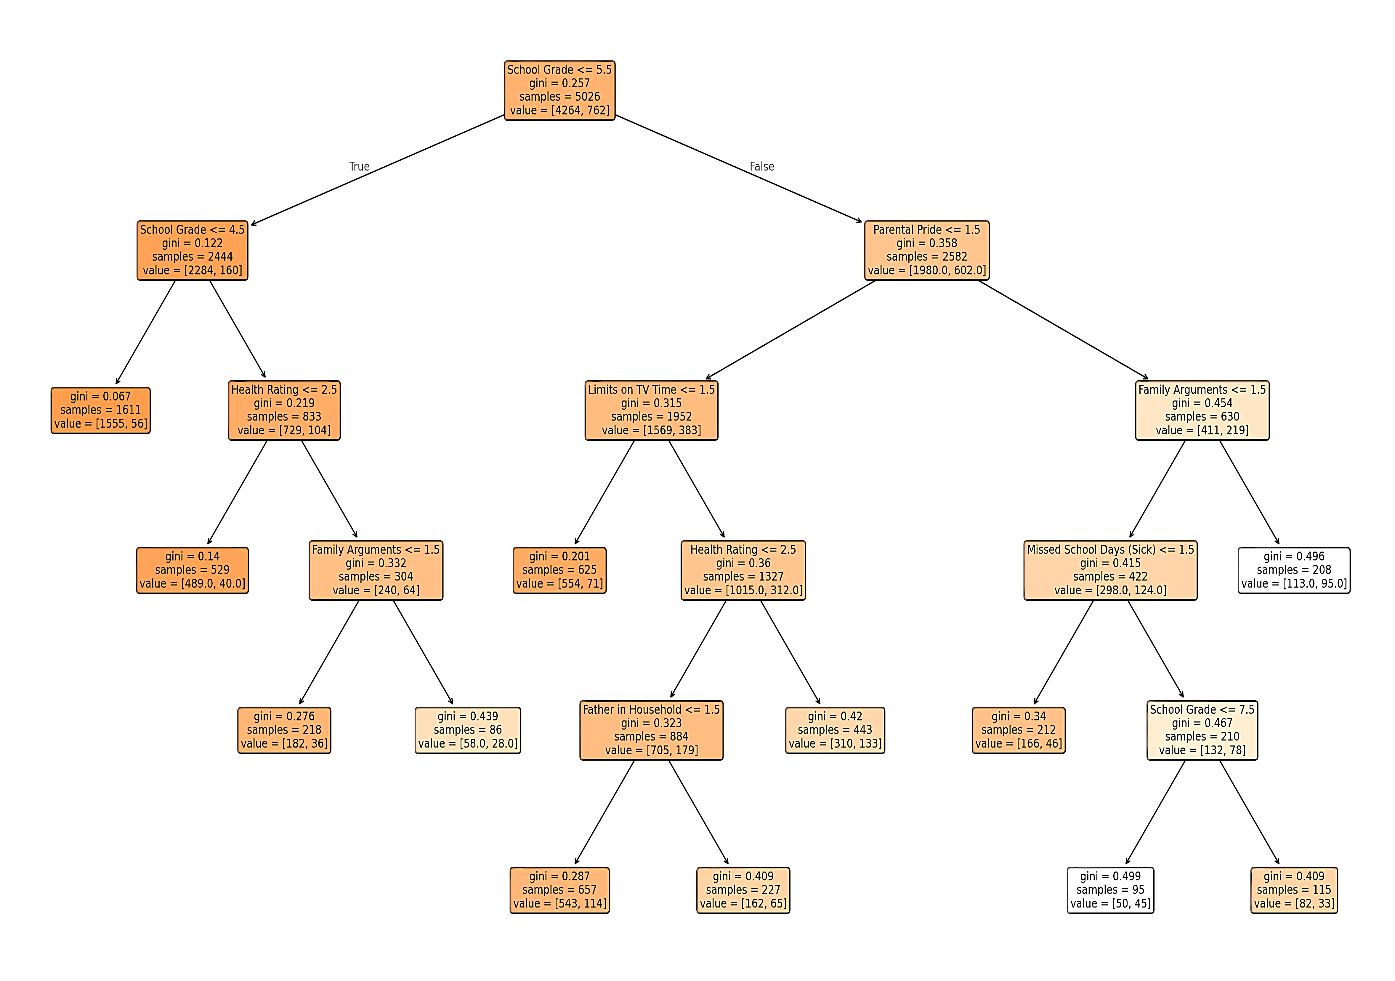 School Grade <= 5.5
gini = 0.257
samples = 5026
value = [4264, 762]
True
False
School Grade <= 4.5
gini = 0.122
samples = 2444
value = [2284, 160]
Parental Pride <= 1.5
gini = 0.358
samples = 2582
value = [1980.0, 602.0]
gini = 0.067
samples = 1611
value = [1555, 56]
Health Rating <= 2.5
gini = 0.219
samples = 833
value = [729, 104]
Limits on TV Time <= 1.5
gini = 0.315
samples = 1952
value = [1569, 383]
Family Arguments <= 1.5
gini = 0.454
samples = 630
value = [411, 219]
gini = 0.14
samples = 529
value = [489.0, 40.0]
Family Arguments <= 1.5
gini = 0.332
samples = 304
value = [240, 64]
gini = 0.201
samples = 625
value = [554, 71]
Health Rating <= 2.5
gini = 0.36
samples = 1327
value = [1015.0, 312.0]
Missed School Days (Sick) <= 1.5
gini = 0.415
samples = 422
value = [298.0, 124.0]
gini = 0.496
samples = 208
value = [113.0, 95.0]
gini = 0.276
samples = 218
value = [182, 36]
gini = 0.439
samples = 86
value = [58.0, 28.0]
Father in Household <= 1.5
gini = 0.323
samples = 884
value = [705, 179]
gini = 0.42
samples = 443
value = [310, 133]
gini = 0.34
samples = 212
value = [166, 46]
School Grade <= 7.5
gini = 0.467
samples = 210
value = [132, 78]
gini = 0.287
samples = 657
value = [543, 114]
gini = 0.409
samples = 227
value = [162, 65]
gini = 0.499
samples = 95
value = [50, 45]
gini = 0.409
samples = 115
value = [82, 33]